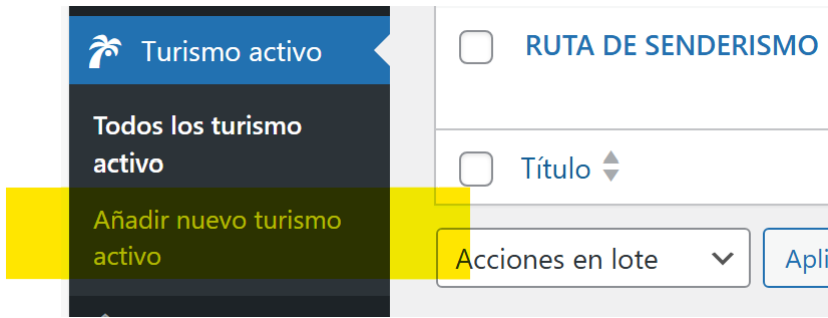 Turismo activo
Todos los turismo
activo
Añadir nuevo turismo
activo
RUTA DE SENDERISMO
Título
Acciones en lote
Apli